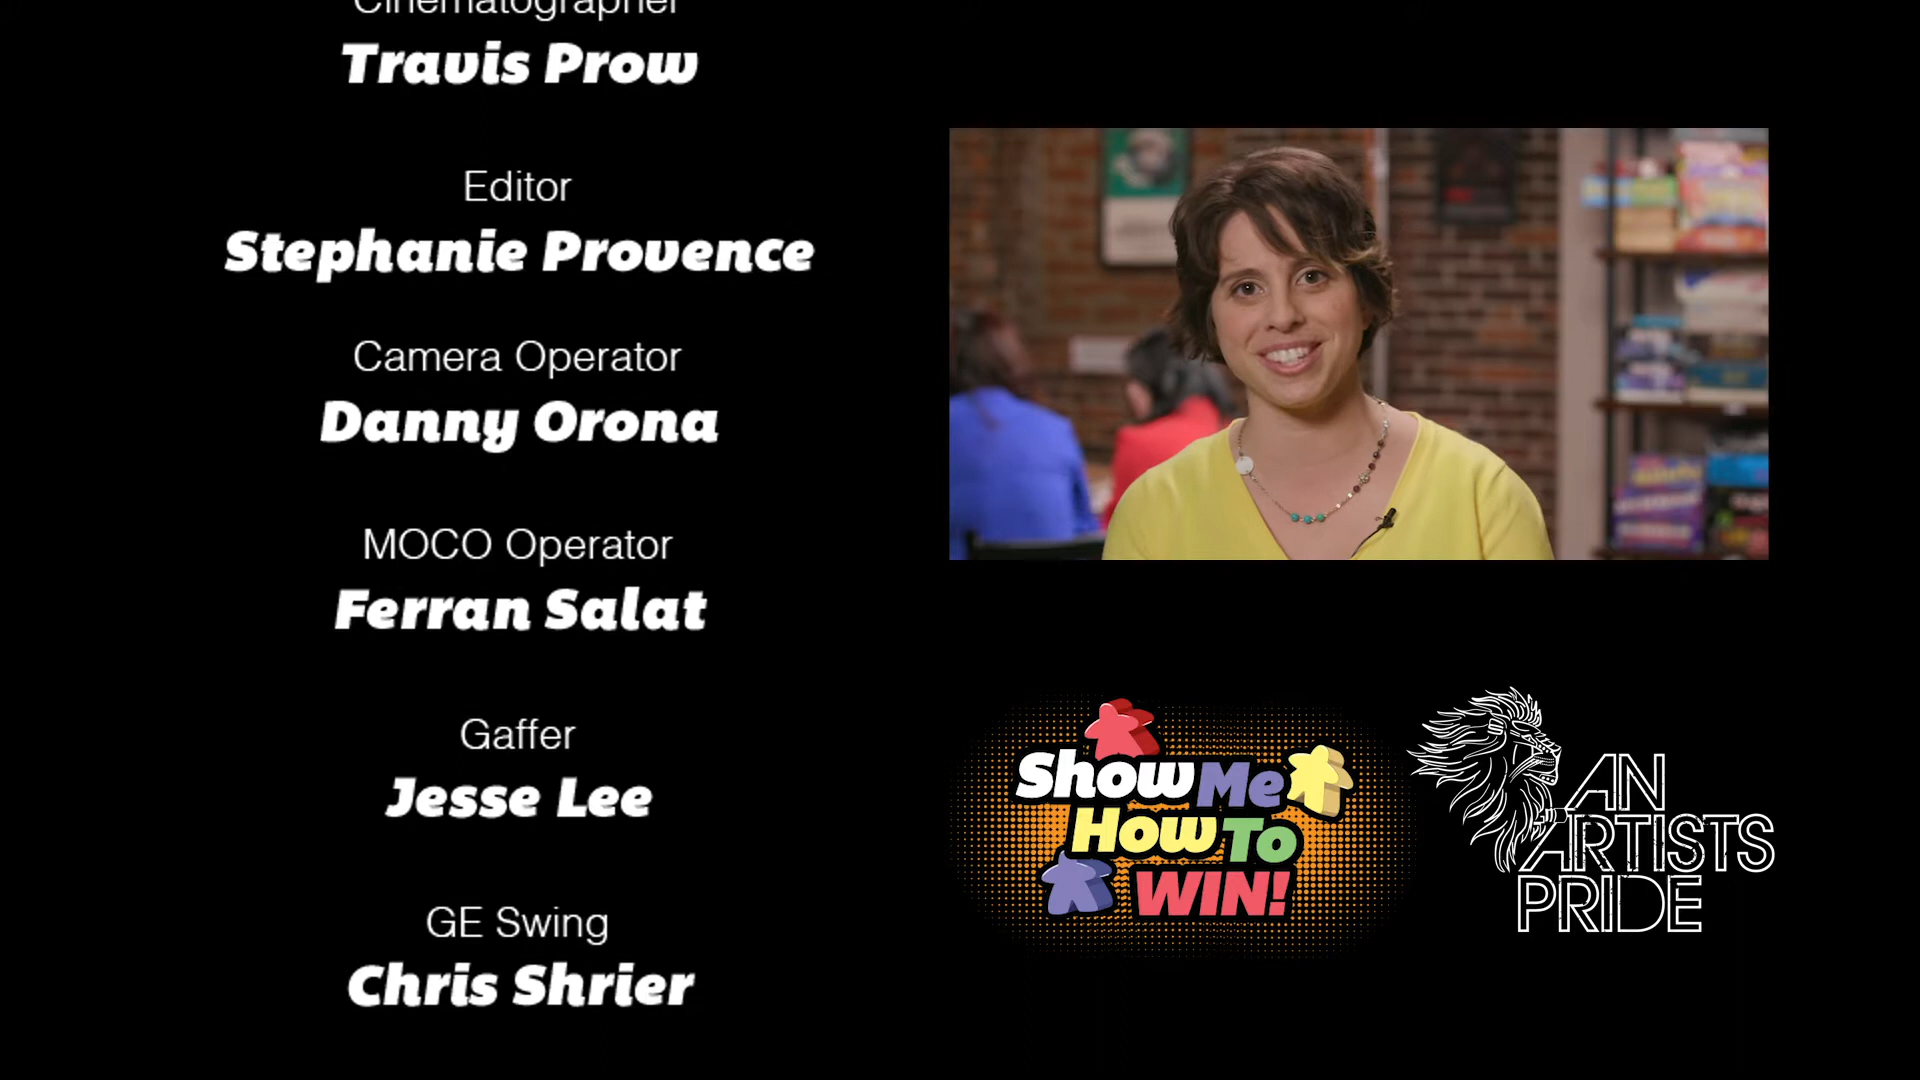 Cinematographer
Travis Prow
Editor
Stephanie Provence
Camera Operator
Danny Orona
MOCO Operator
Ferran Salat
Gaffer
Jesse Lee
GE Swing
Chris Shrier
Show Me
How To
WIN!
AN
ARTISTS
PRIDE